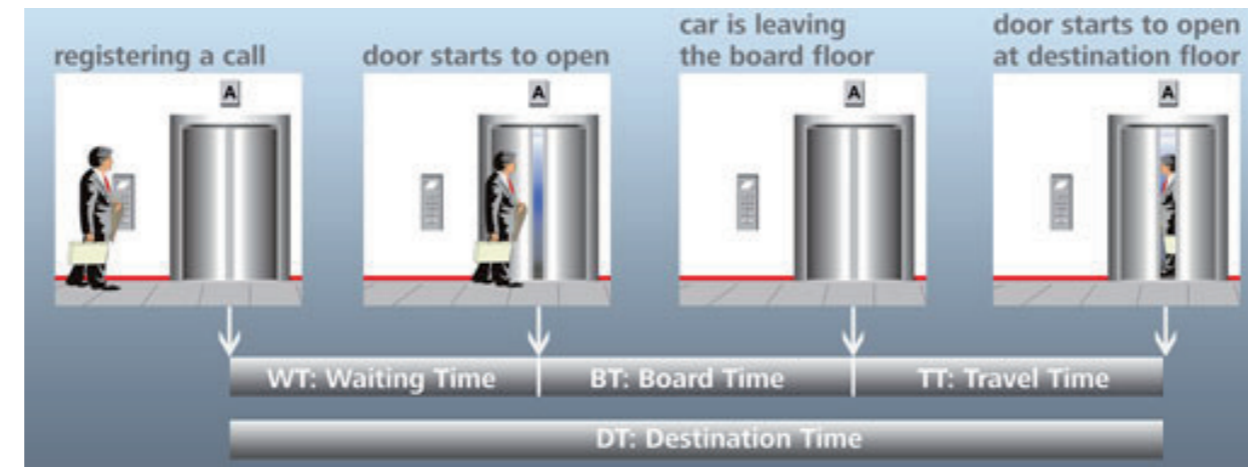 registering a call
door starts to open
car is leaving
the board floor
door starts to open
at destination floor
A
A
A
A
WT: Waiting Time
BT: Board Time
TT: Travel Time
DT: Destination Time